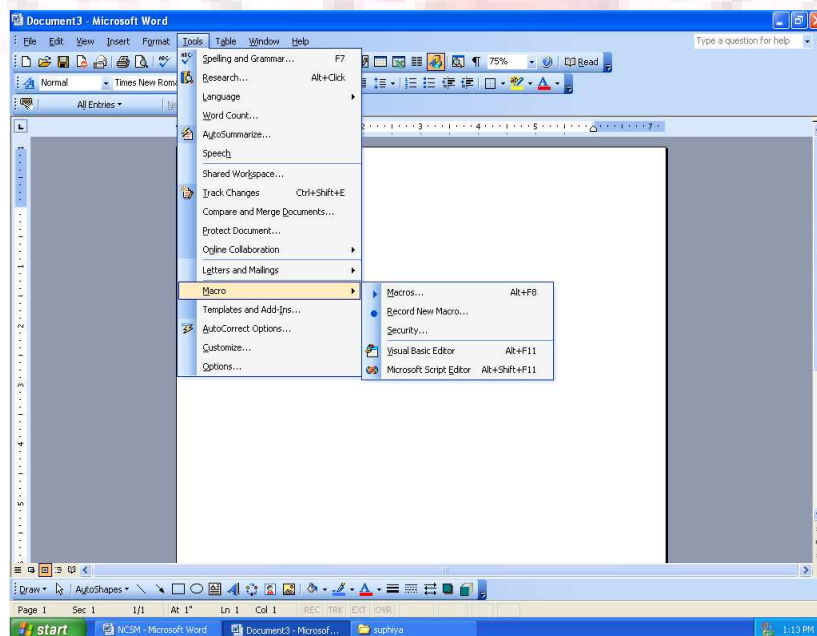 Document3 - Microsoft Word
File Edit View Insert Format Tools Table Window Help
Type a question for help
75% Read
Normal Times New Rom
All Entries
Spelling and Grammar... F7
Research... Alt+Click
Language
Word Count...
AutoSummarize...
Speech
Shared Workspace...
Track Changes Ctrl+Shift+E
Compare and Merge Documents...
Protect Document...
Online Collaboration
Letters and Mailings
Macro
Templates and Add-Ins...
AutoCorrect Options...
Customize...
Options...
Macros... Alt+F8
Record New Macro...
Security...
Visual Basic Editor Alt+F11
Microsoft Script Editor Alt+Shift+F11
3 4 5 7
Draw AutoShapes
Page 1 Sec 1 1/1 At 1" Ln 1 Col 1 REC TRK EXT OVR
start NCSM - Microsoft Word Document3 - Microsof... suphiya 1:13 PM